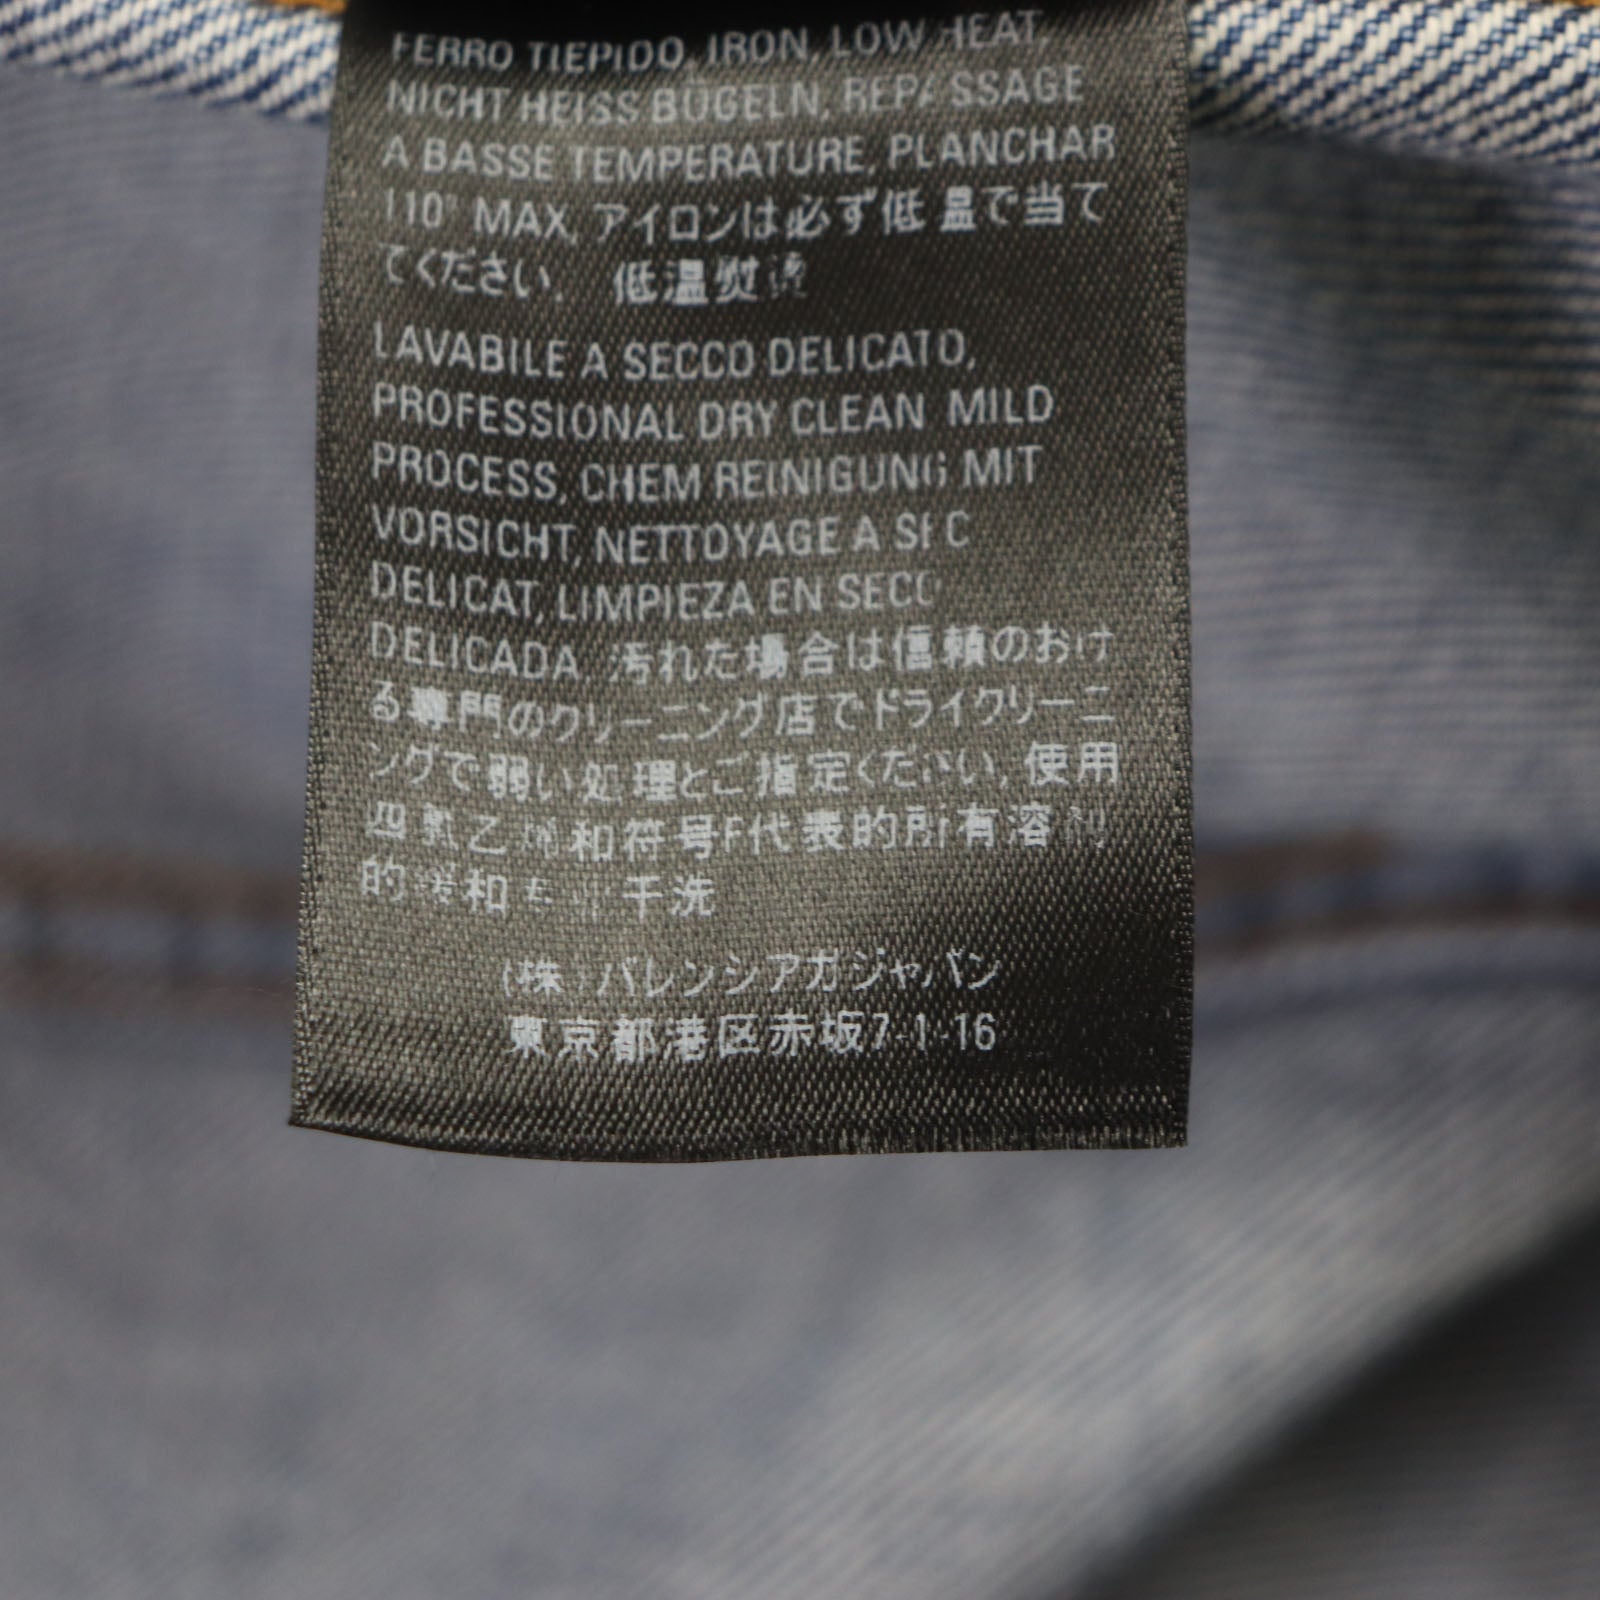 FERRO TIEPIDO, IRON, LOW HEAT,
NICHT HEISS BÜGELN, REPASSAGE
A BASSE TEMPERATURE, PLANCHAR
110° MAX, アイロンは必ず低温で当て
てください. 低温熨烫
LAVABILE A SECCO DELICATO,
PROFESSIONAL DRY CLEAN MILD
PROCESS, CHEM REINIGUNG MIT
VORSICHT, NETTOYAGE A SEC
DELICAT, LIMPIEZA EN SECO
DELICADA, 汚れた場合は信頼のおけ
る専門のクリーニング店でドライクリーニ
ングで弱い処理とご指定ください, 使用
四氯乙烯和符号F代表的所有溶剂
的缓和 干洗
(株)バレンシアガジャパン
東京都港区赤坂7-1-16